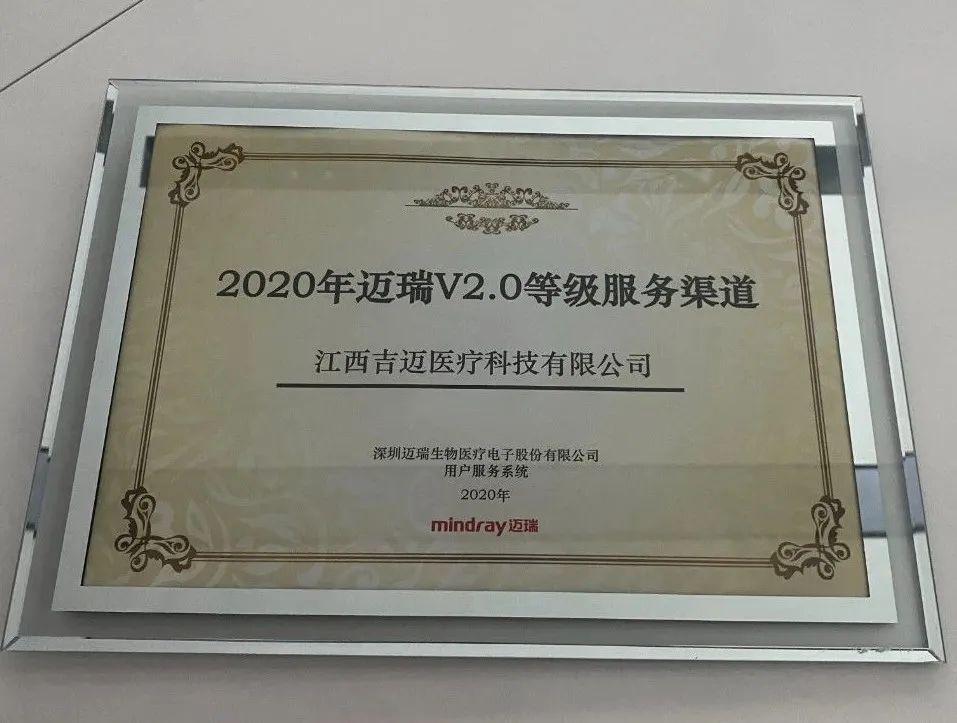 2020年迈瑞V2.0等级服务渠道
江西吉迈医疗科技有限公司
深圳迈瑞生物医疗电子股份有限公司
用户服务系统
2020年
mindray迈瑞